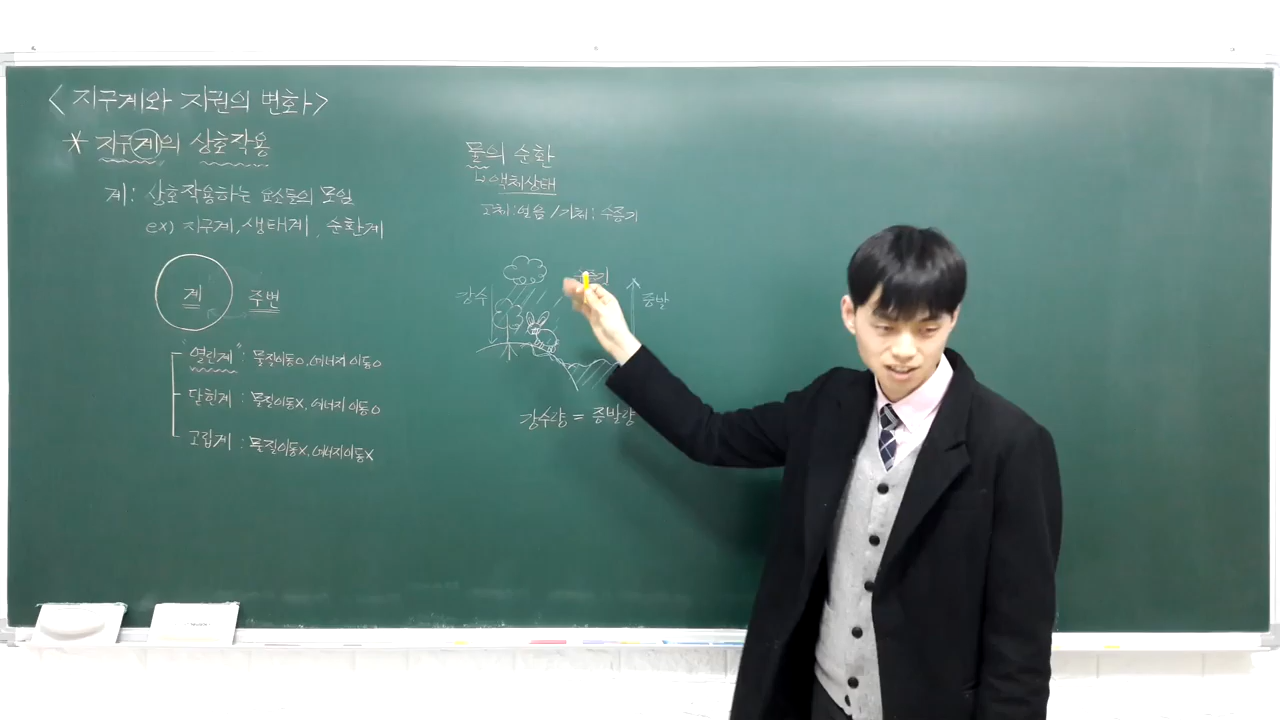 <지구계와 지권의 변화>
* 지구계의 상호작용
계: 상호작용하는 요소들의 모임
ex) 지구계, 생태계, 순환계
계 주변
"열린계": 물질이동O, 에너지 이동O
닫힌계: 물질이동X, 에너지 이동O
고립계: 물질이동X, 에너지이동X
물의 순환
↳액체상태
고체:얼음/기체:수증기
강수
증발
강수량 = 증발량